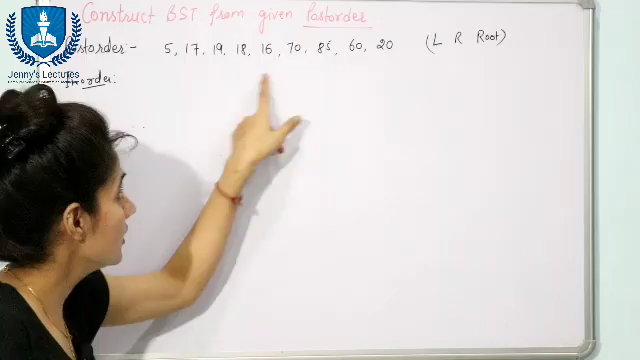 Construct BST from given Postorder
Postorder:- 5, 17, 19, 18, 16, 70, 85, 60, 20 (L R Root)
Jenny's Lectures
Inorder: